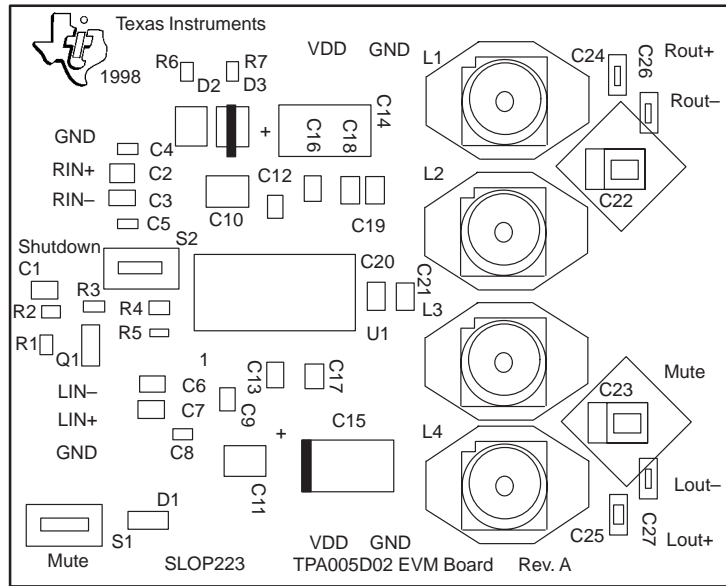 Texas Instruments
1998
VDD GND
L1
C24
C26
Rout+
Rout–
R6
R7
D2
D3
+
C14
C16
C18
GND
C4
RIN+
C2
RIN–
C3
C5
C10
C12
C19
L2
C22
Shutdown
S2
C1
R2
R3
R4
R5
R1
Q1
C20
C21
U1
L3
1
LIN–
C6
LIN+
C7
GND
C8
C9
C13
C17
+
C15
C11
Mute
C23
L4
Lout–
C25
C27
Lout+
D1
S1
Mute
VDD GND
SLOP223 TPA005D02 EVM Board Rev. A